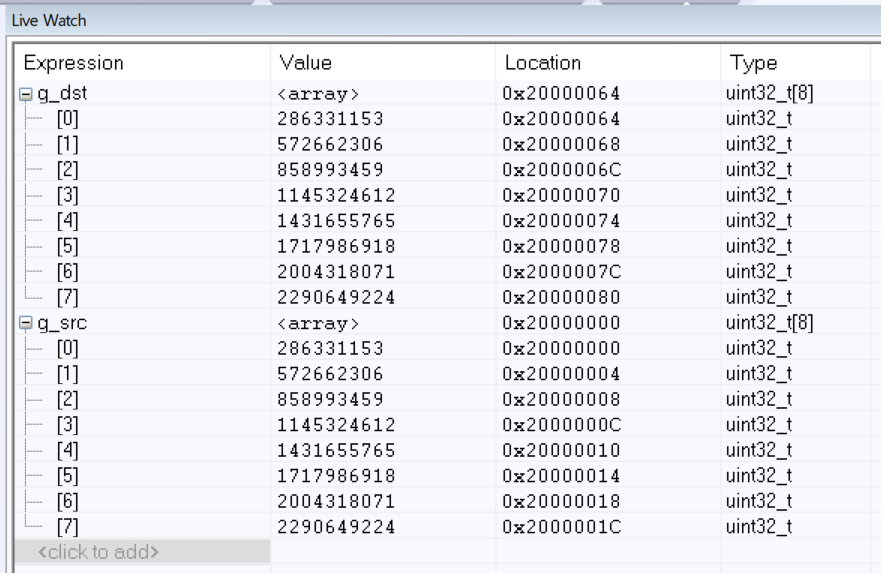 Live Watch
Expression Value Location Type
g_dst <array> 0x20000064 uint32_t[8]
[0] 286331153 0x20000064 uint32_t
[1] 572662306 0x20000068 uint32_t
[2] 858993459 0x2000006C uint32_t
[3] 1145324612 0x20000070 uint32_t
[4] 1431655765 0x20000074 uint32_t
[5] 1717986918 0x20000078 uint32_t
[6] 2004318071 0x2000007C uint32_t
[7] 2290649224 0x20000080 uint32_t
g_src <array> 0x20000000 uint32_t[8]
[0] 286331153 0x20000000 uint32_t
[1] 572662306 0x20000004 uint32_t
[2] 858993459 0x20000008 uint32_t
[3] 1145324612 0x2000000C uint32_t
[4] 1431655765 0x20000010 uint32_t
[5] 1717986918 0x20000014 uint32_t
[6] 2004318071 0x20000018 uint32_t
[7] 2290649224 0x2000001C uint32_t
<click to add>